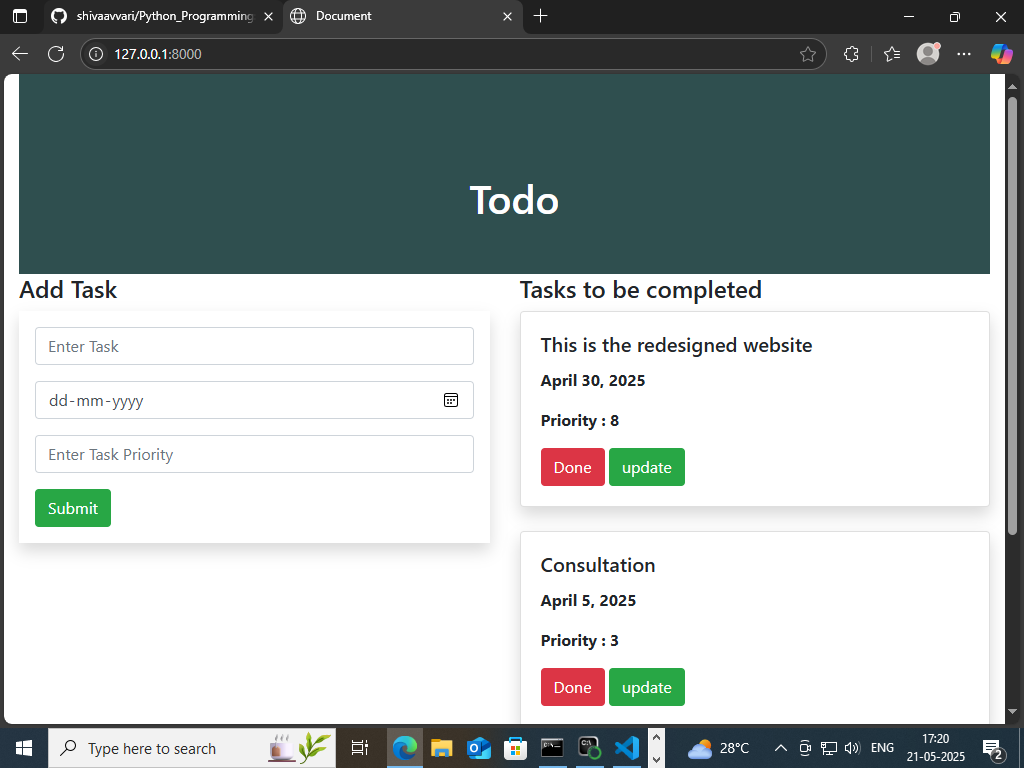 shivaavvari/Python_Programming
Document
127.0.0.1:8000
Todo
Add Task
Enter Task
dd-mm-yyyy
Enter Task Priority
Submit
Tasks to be completed
This is the redesigned website
April 30, 2025
Priority : 8
Done update
Consultation
April 5, 2025
Priority : 3
Done update
Type here to search
28°C
ENG
17:20
21-05-2025
2